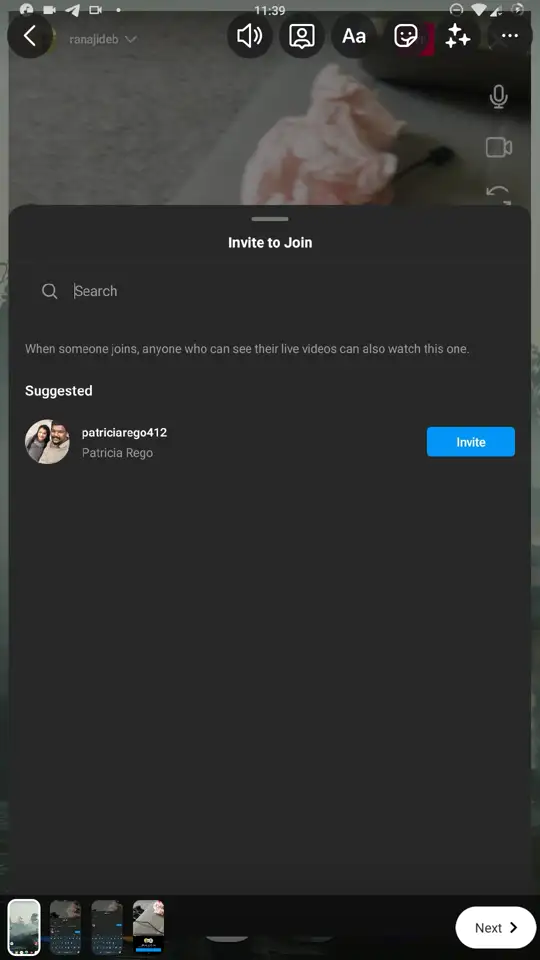 11:39
ranajideb
Aa
Invite to Join
Search
When someone joins, anyone who can see their live videos can also watch this one.
Suggested
patriciarego412
Invite
Patricia Rego
Next